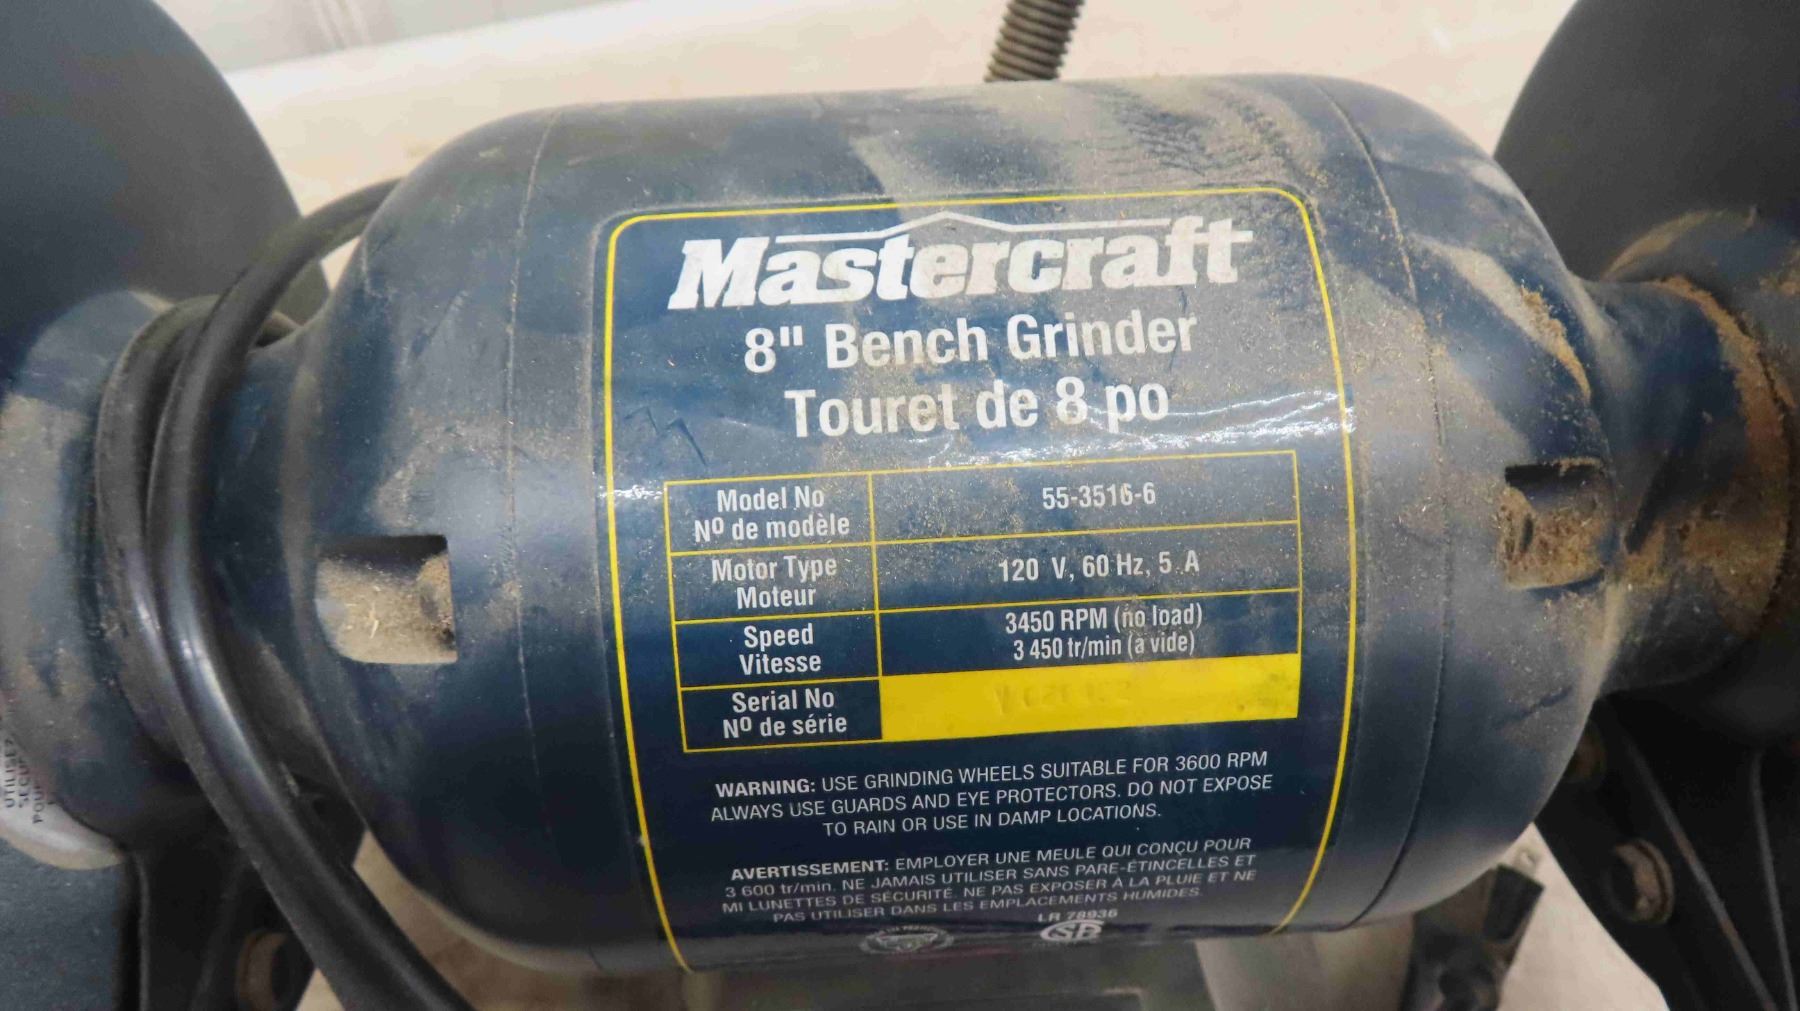 Mastercraft
8" Bench Grinder
Touret de 8 po
Model No
Nº de modèle
55-3516-6
Motor Type
Moteur
120 V, 60 Hz, 5 A
Speed
Vitesse
3450 RPM (no load)
3 450 tr/min (à vide)
Serial No
Nº de série
WARNING: USE GRINDING WHEELS SUITABLE FOR 3600 RPM
ALWAYS USE GUARDS AND EYE PROTECTORS. DO NOT EXPOSE
TO RAIN OR USE IN DAMP LOCATIONS.
AVERTISSEMENT: EMPLOYER UNE MEULE QUI CONÇU POUR
3 600 tr/min. NE JAMAIS UTILISER SANS PARE-ÉTINCELLES ET
MI LUNETTES DE SÉCURITÉ. NE PAS EXPOSER À LA PLUIE ET NE
PAS UTILISER DANS LES EMPLACEMENTS HUMIDES.
LR 78936